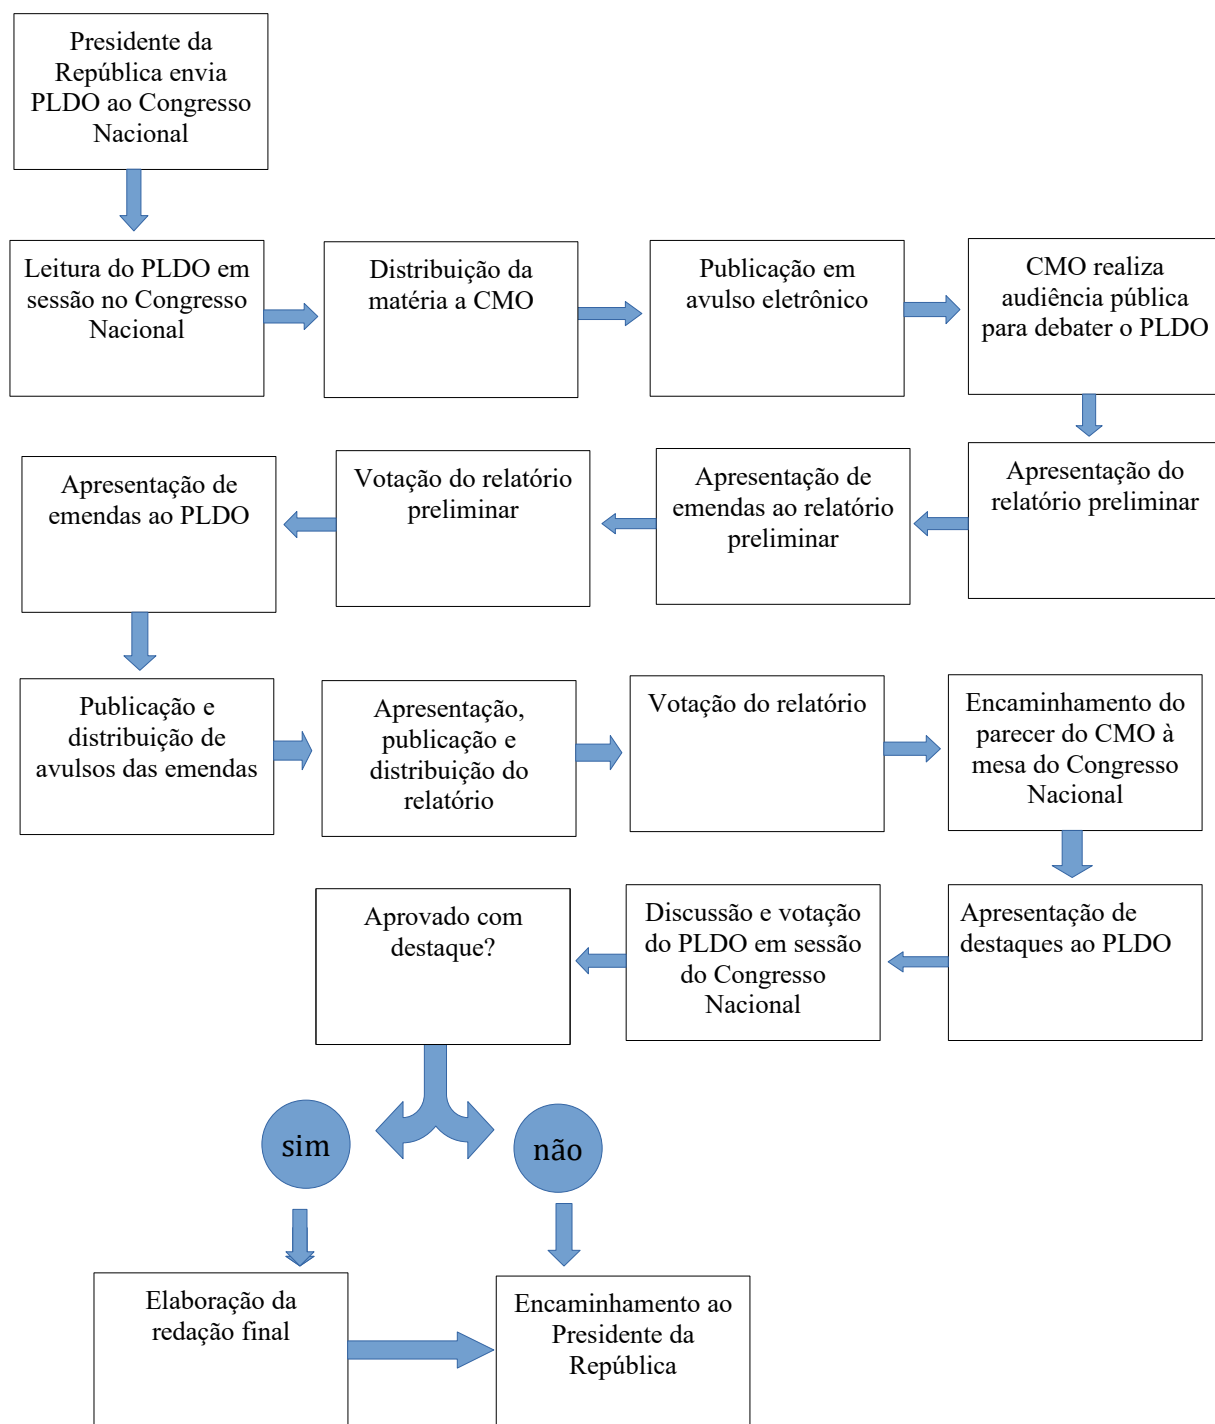 Presidente da
República envia
PLDO ao Congresso
Nacional
Leitura do PLDO em
sessão no Congresso
Nacional
Distribuição da
matéria a CMO
Publicação em
avulso eletrônico
CMO realiza
audiência pública
para debater o PLDO
Apresentação do
relatório preliminar
Apresentação de
emendas ao relatório
preliminar
Votação do relatório
preliminar
Apresentação de
emendas ao PLDO
Publicação e
distribuição de
avulsos das emendas
Apresentação,
publicação e
distribuição do
relatório
Votação do relatório
Encaminhamento do
parecer do CMO à
mesa do Congresso
Nacional
Apresentação de
destaques ao PLDO
Discussão e votação
do PLDO em sessão
do Congresso
Nacional
Aprovado com
destaque?
sim
não
Elaboração da
redação final
Encaminhamento ao
Presidente da
República